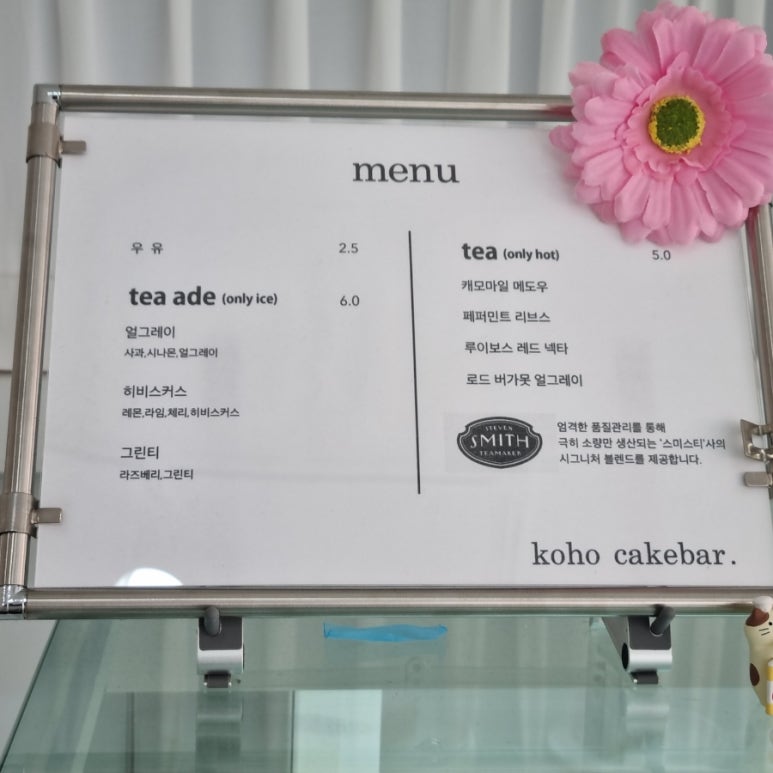 menu
우 유 2.5
tea ade (only ice) 6.0
얼그레이
사과,시나몬,얼그레이
히비스커스
레몬,라임,체리,히비스커스
그린티
라즈베리,그린티
tea (only hot) 5.0
캐모마일 메도우
페퍼민트 리브스
루이보스 레드 넥타
로드 버가못 얼그레이
STEVEN
SMITH
TEAMAKER
엄격한 품질관리를 통해
극히 소량만 생산되는 '스미스티'사의
시그니처 블렌드를 제공합니다.
koho cakebar.